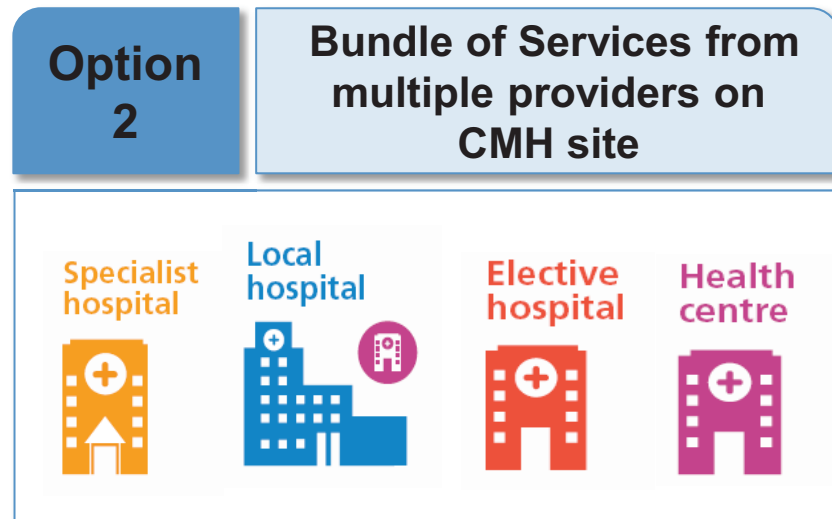 Option
2
Bundle of Services from
multiple providers on
CMH site
Specialist
hospital
Local
hospital
Elective
hospital
Health
centre